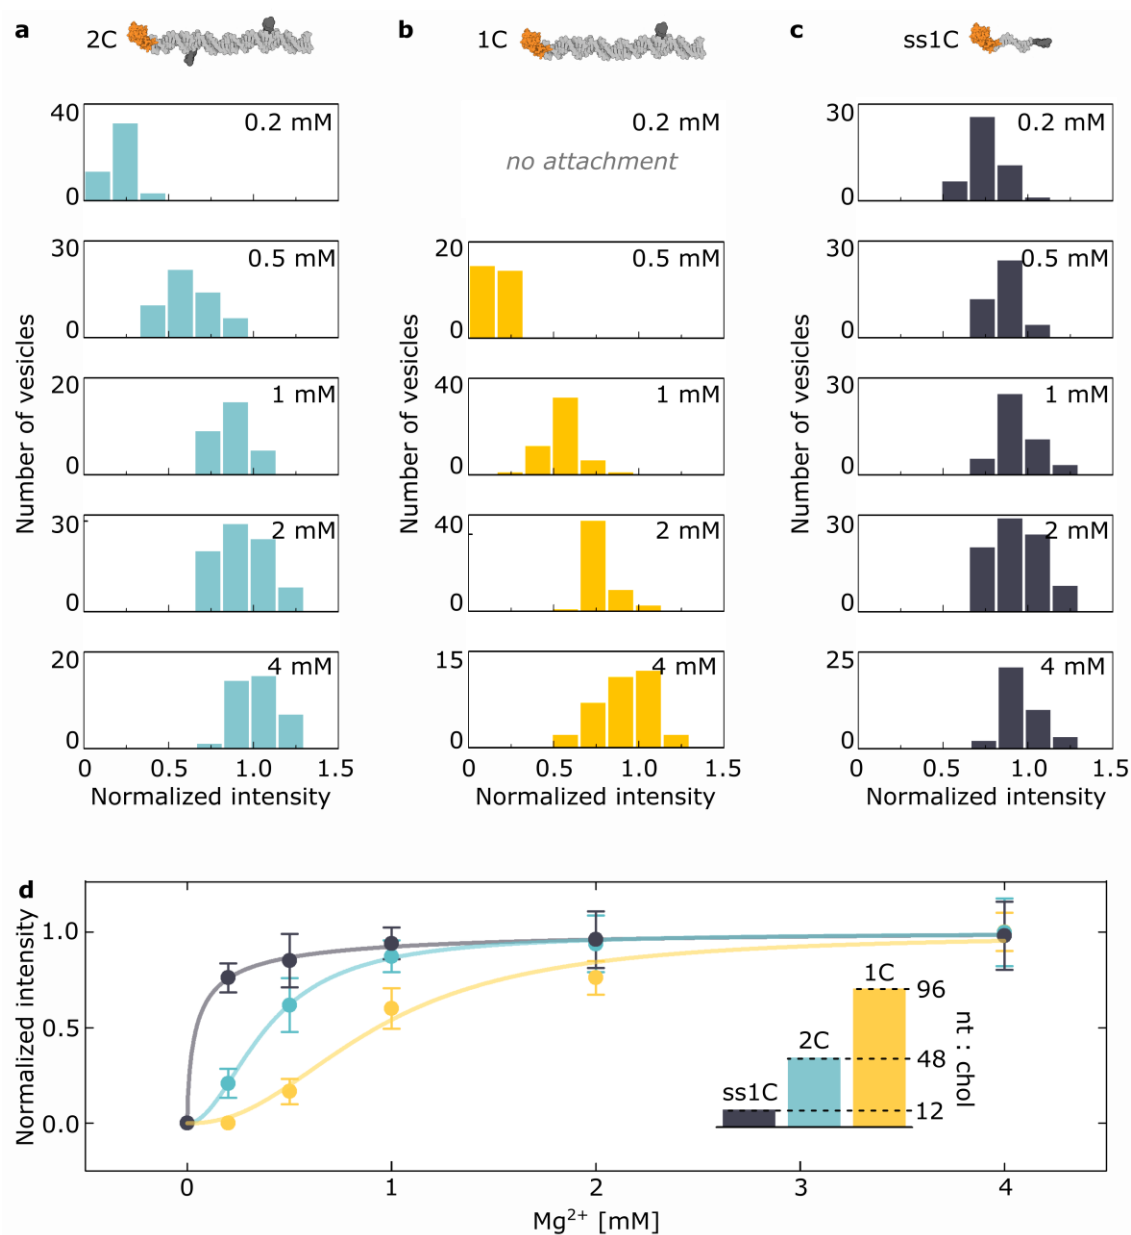 a 2C
b 1C
c ss1C
Number of vesicles
40
0.2 mM
0
30
0.5 mM
0
20
1 mM
0
30
2 mM
0
20
4 mM
0
0 0.5 1.0 1.5
Normalized intensity
Number of vesicles
0.2 mM
no attachment
20
0.5 mM
0
40
1 mM
0
40
2 mM
0
15
4 mM
0
0 0.5 1.0 1.5
Normalized intensity
Number of vesicles
30
0.2 mM
0
30
0.5 mM
0
30
1 mM
0
30
2 mM
0
25
4 mM
0
0 0.5 1.0 1.5
Normalized intensity
d
Normalized intensity
1.0
0.5
0.0
1C
96
2C
48
ss1C
12
nt : chol
0 1 2 3 4
Mg²⁺ [mM]